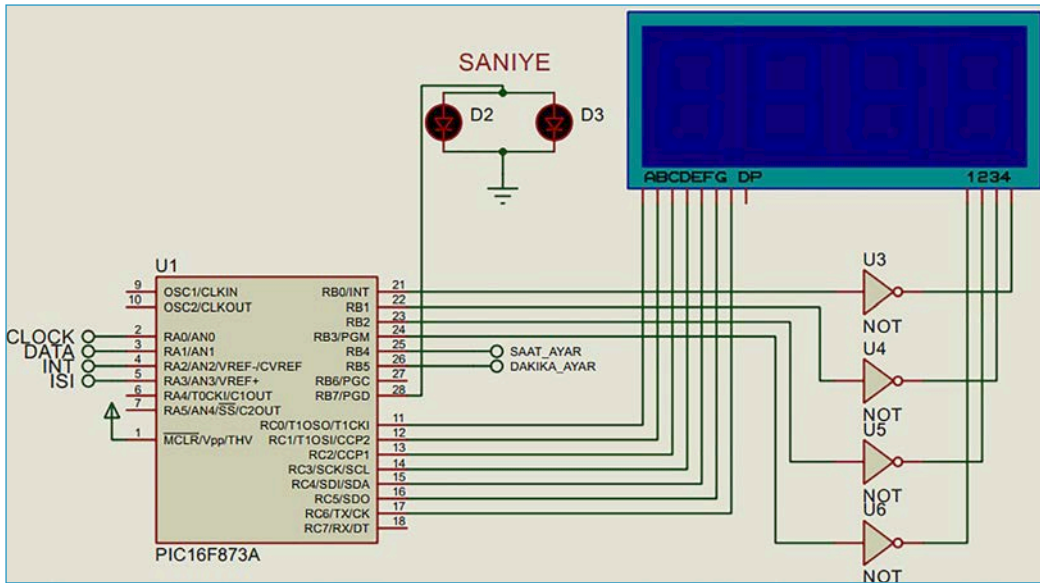 SANIYE
D2
D3
ABCDEFG DP
1234
U1
9
OSC1/CLKIN
10
OSC2/CLKOUT
CLOCK
2
RA0/AN0
DATA
3
RA1/AN1
INT
4
RA2/AN2/VREF-/CVREF
ISI
5
RA3/AN3/VREF+
6
RA4/T0CKI/C1OUT
7
RA5/AN4/SS/C2OUT
1
MCLR/Vpp/THV
RB0/INT
21
RB1
22
RB2
23
RB3/PGM
24
RB4
25
SAAT_AYAR
RB5
26
DAKIKA_AYAR
RB6/PGC
27
RB7/PGD
28
RC0/T1OSO/T1CKI
11
RC1/T1OSI/CCP2
12
RC2/CCP1
13
RC3/SCK/SCL
14
RC4/SDI/SDA
15
RC5/SDO
16
RC6/TX/CK
17
RC7/RX/DT
18
PIC16F873A
U3
NOT
U4
NOT
U5
NOT
U6
NOT